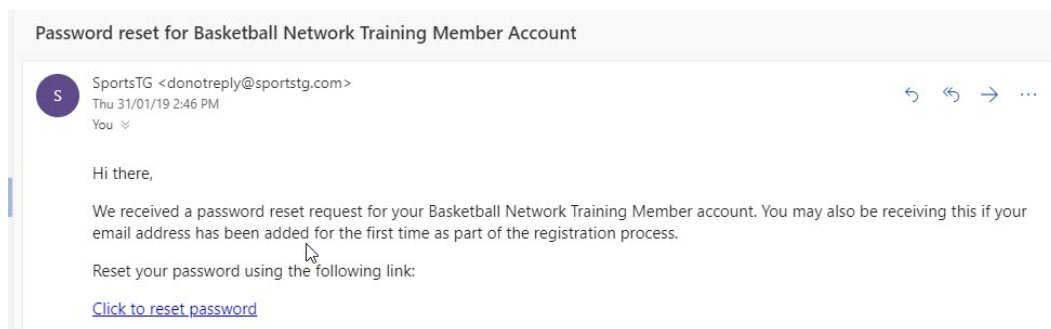 Password reset for Basketball Network Training Member Account
S
SportsTG <donotreply@sportstg.com>
Thu 31/01/19 2:46 PM
You
Hi there,
We received a password reset request for your Basketball Network Training Member account. You may also be receiving this if your
email address has been added for the first time as part of the registration process.
Reset your password using the following link:
Click to reset password